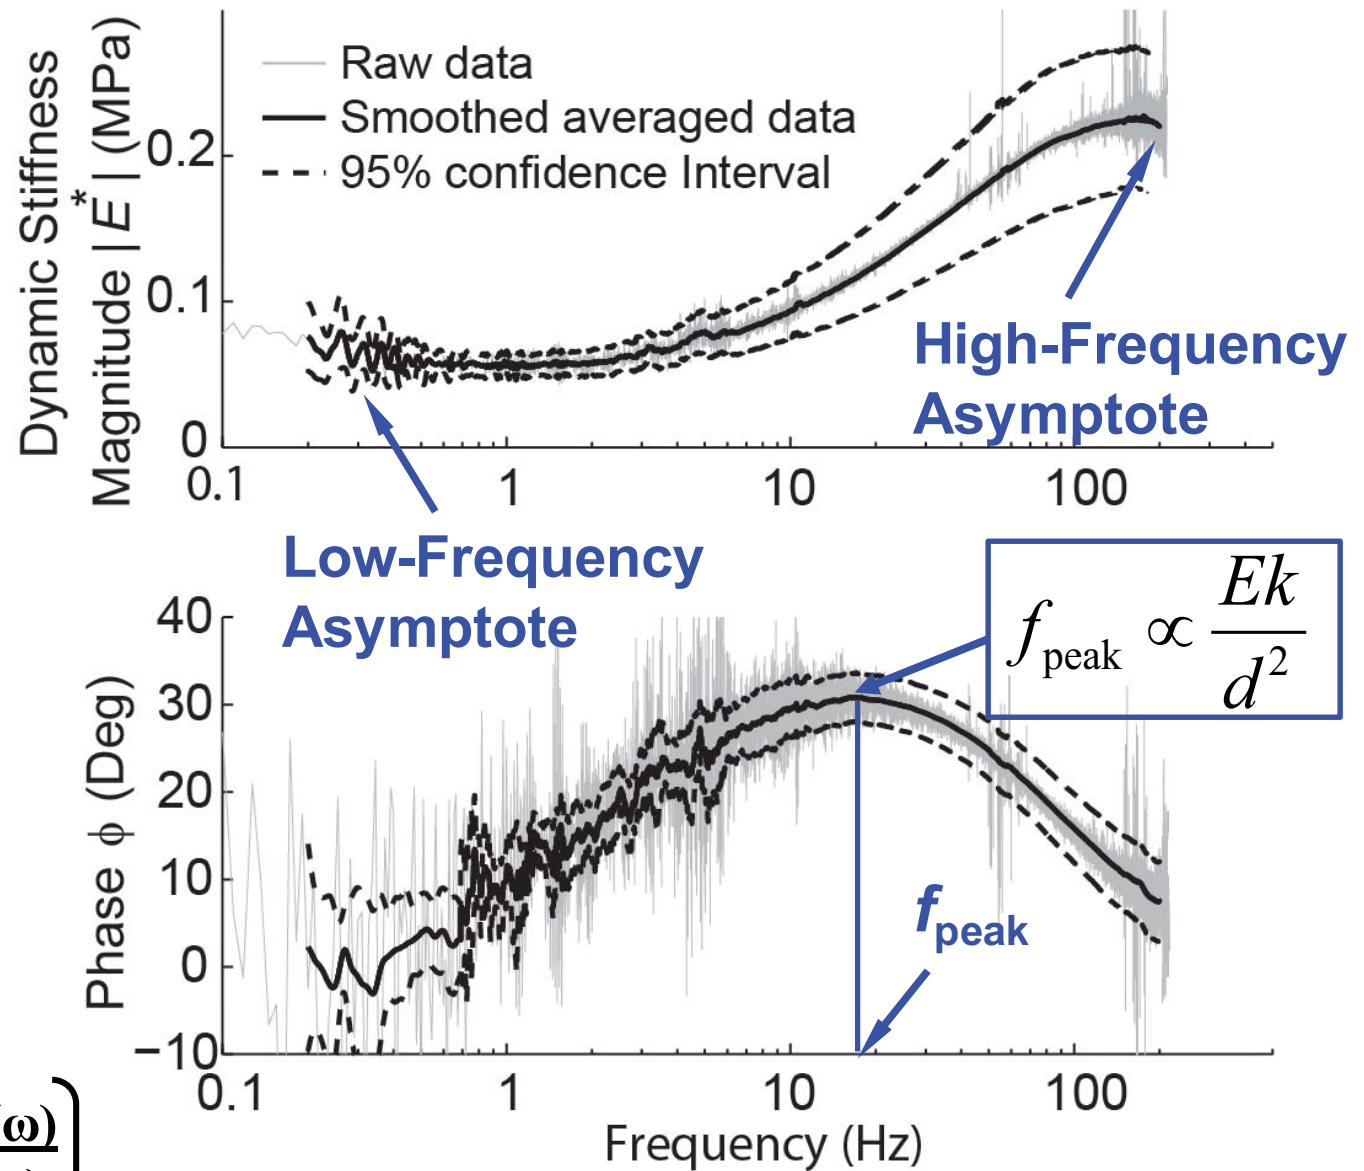 Dynamic Stiffness
Magnitude |E*| (MPa)
Raw data
Smoothed averaged data
95% confidence Interval
0.2
0.1
0
0.1
1
10
100
High-Frequency
Asymptote
Low-Frequency
Asymptote
f_peak ∝ Ek/d²
Phase ϕ (Deg)
40
30
20
10
0
−10
f_peak
0.1
1
10
100
Frequency (Hz)
(ω)